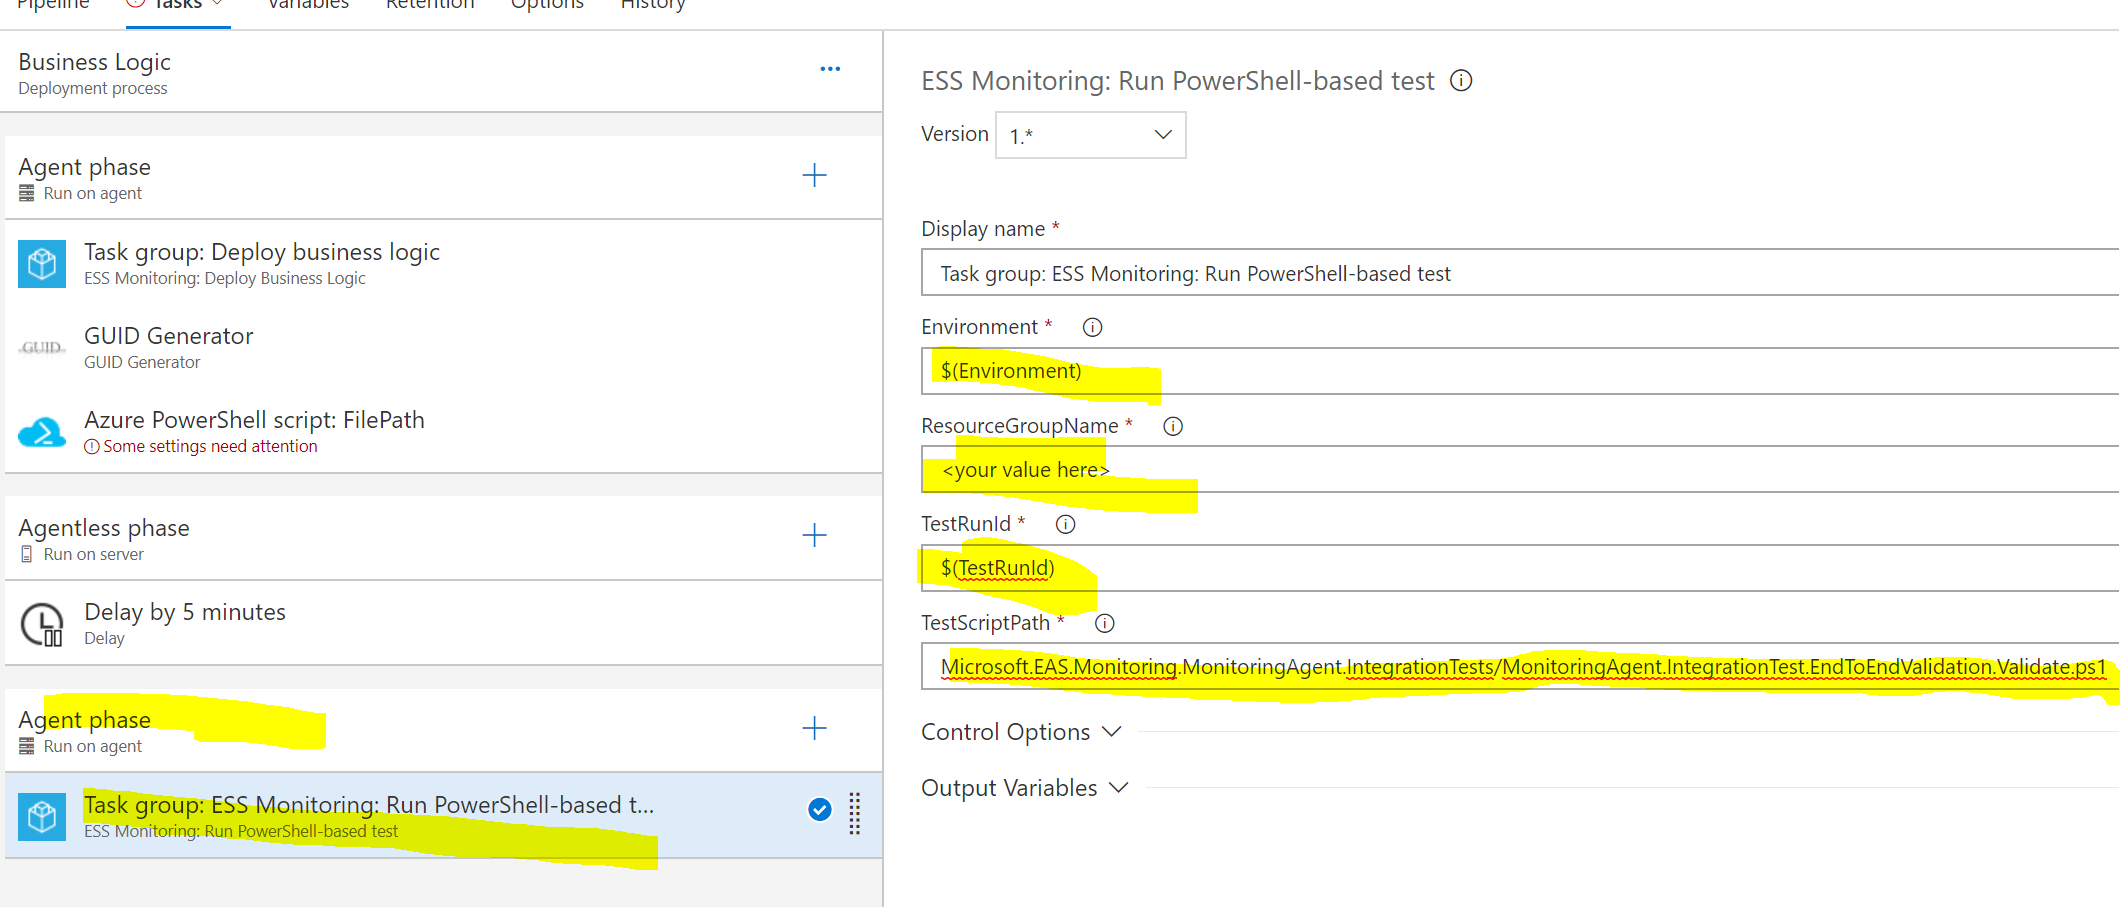 Pipeline Tasks Variables Retention Options History
Business Logic
Deployment process
Agent phase
Run on agent
Task group: Deploy business logic
ESS Monitoring: Deploy Business Logic
GUID
GUID Generator
GUID Generator
Azure PowerShell script: FilePath
Some settings need attention
Agentless phase
Run on server
Delay by 5 minutes
Delay
Agent phase
Run on agent
Task group: ESS Monitoring: Run PowerShell-based t...
ESS Monitoring: Run PowerShell-based test
ESS Monitoring: Run PowerShell-based test
Version 1.*
Display name *
Task group: ESS Monitoring: Run PowerShell-based test
Environment *
$(Environment)
ResourceGroupName *
<your value here>
TestRunId *
$(TestRunId)
TestScriptPath *
Microsoft.EAS.Monitoring.MonitoringAgent.IntegrationTests/MonitoringAgent.IntegrationTest.EndToEndValidation.Validate.ps1
Control Options
Output Variables